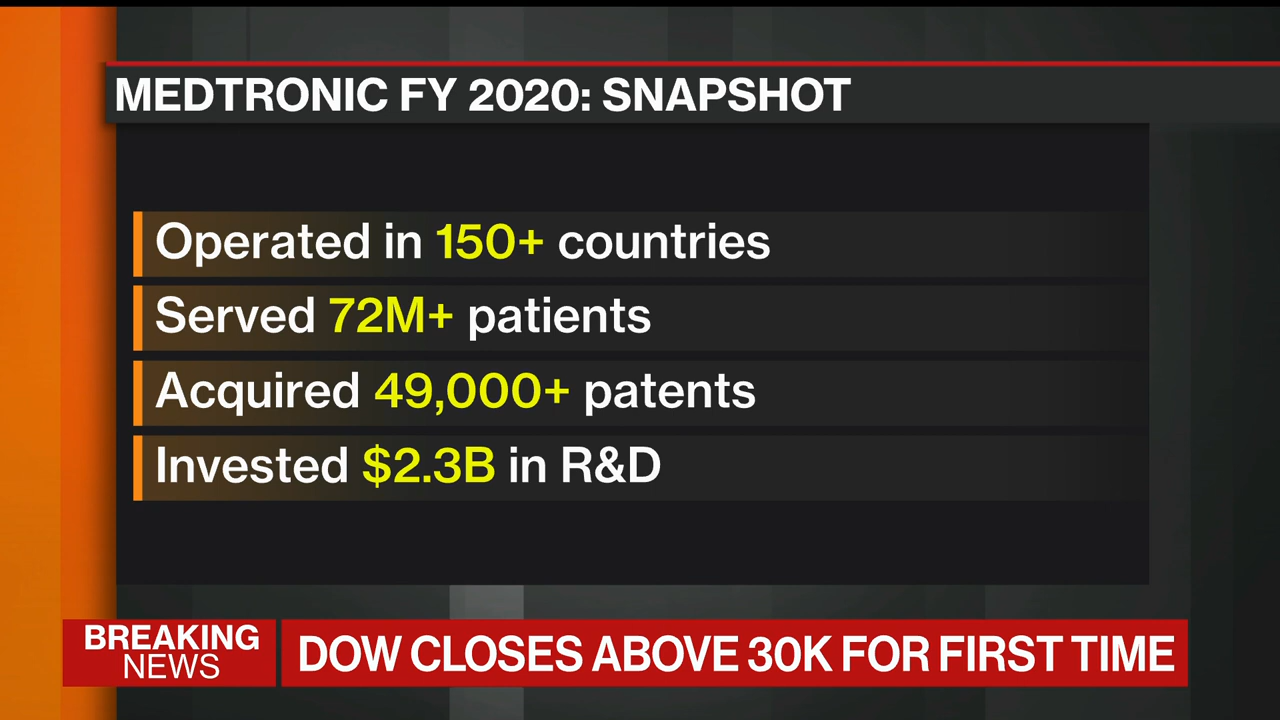 MEDTRONIC FY 2020: SNAPSHOT
Operated in 150+ countries
Served 72M+ patients
Acquired 49,000+ patents
Invested $2.3B in R&D
BREAKING
NEWS
DOW CLOSES ABOVE 30K FOR FIRST TIME